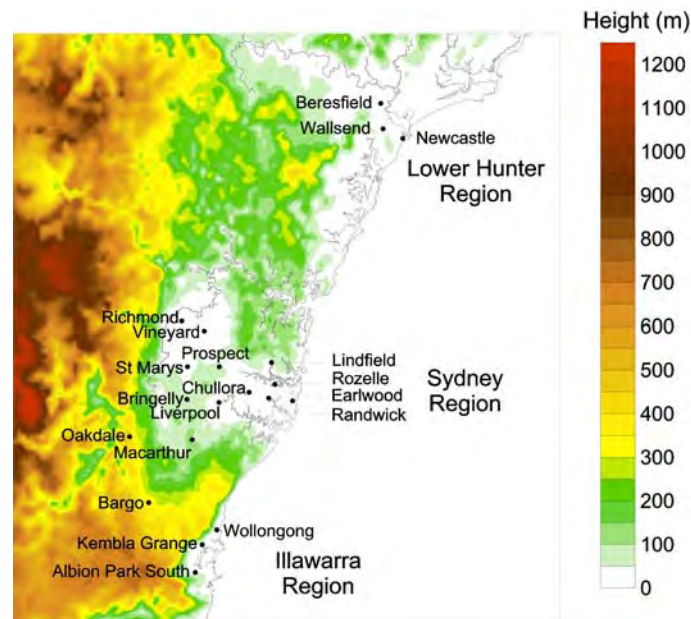 Height (m)
1200
1100
1000
900
800
700
600
500
400
300
200
100
0
Beresfield
Wallsend
Newcastle
Lower Hunter
Region
Richmond
Vineyard
Prospect
St Marys
Lindfield
Chullora
Rozelle
Bringelly
Earlwood
Liverpool
Randwick
Sydney
Region
Oakdale
Macarthur
Bargo
Wollongong
Kembla Grange
Albion Park South
Illawarra
Region